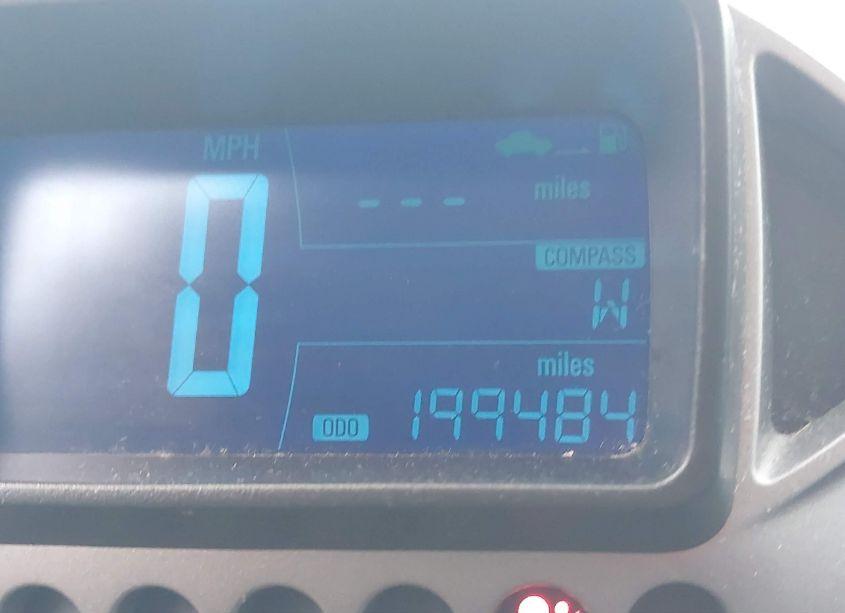 MPH
0
--- miles
COMPASS
W
miles
ODO 199484